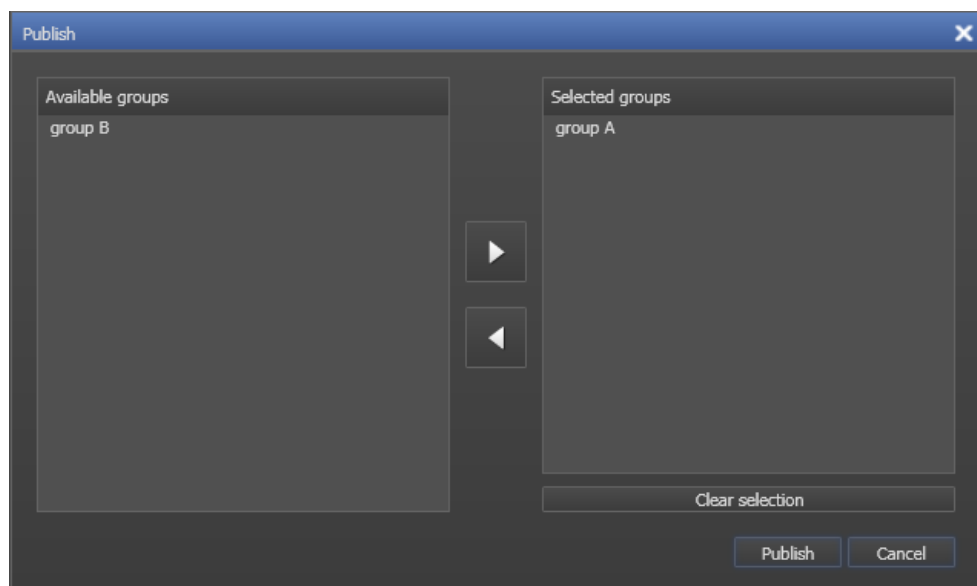 Publish
Available groups
group B
Selected groups
group A
Clear selection
Publish
Cancel